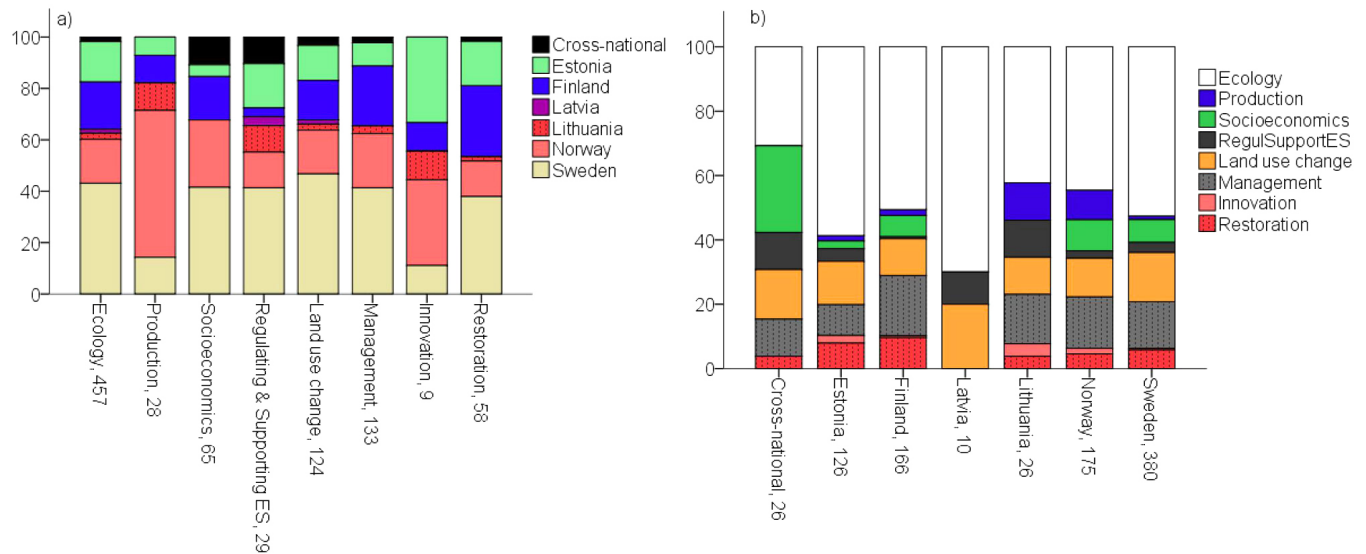 a)
100
80
60
40
20
0
Cross-national
Estonia
Finland
Latvia
Lithuania
Norway
Sweden
Ecology, 457
Production, 28
Socioeconomics, 65
Regulating & Supporting ES, 29
Land use change, 124
Management, 133
Innovation, 9
Restoration, 58
b)
100
80
60
40
20
0
Ecology
Production
Socioeconomics
RegulSupportES
Land use change
Management
Innovation
Restoration
Cross-national, 26
Estonia, 126
Finland, 166
Latvia, 10
Lithuania, 26
Norway, 175
Sweden, 380